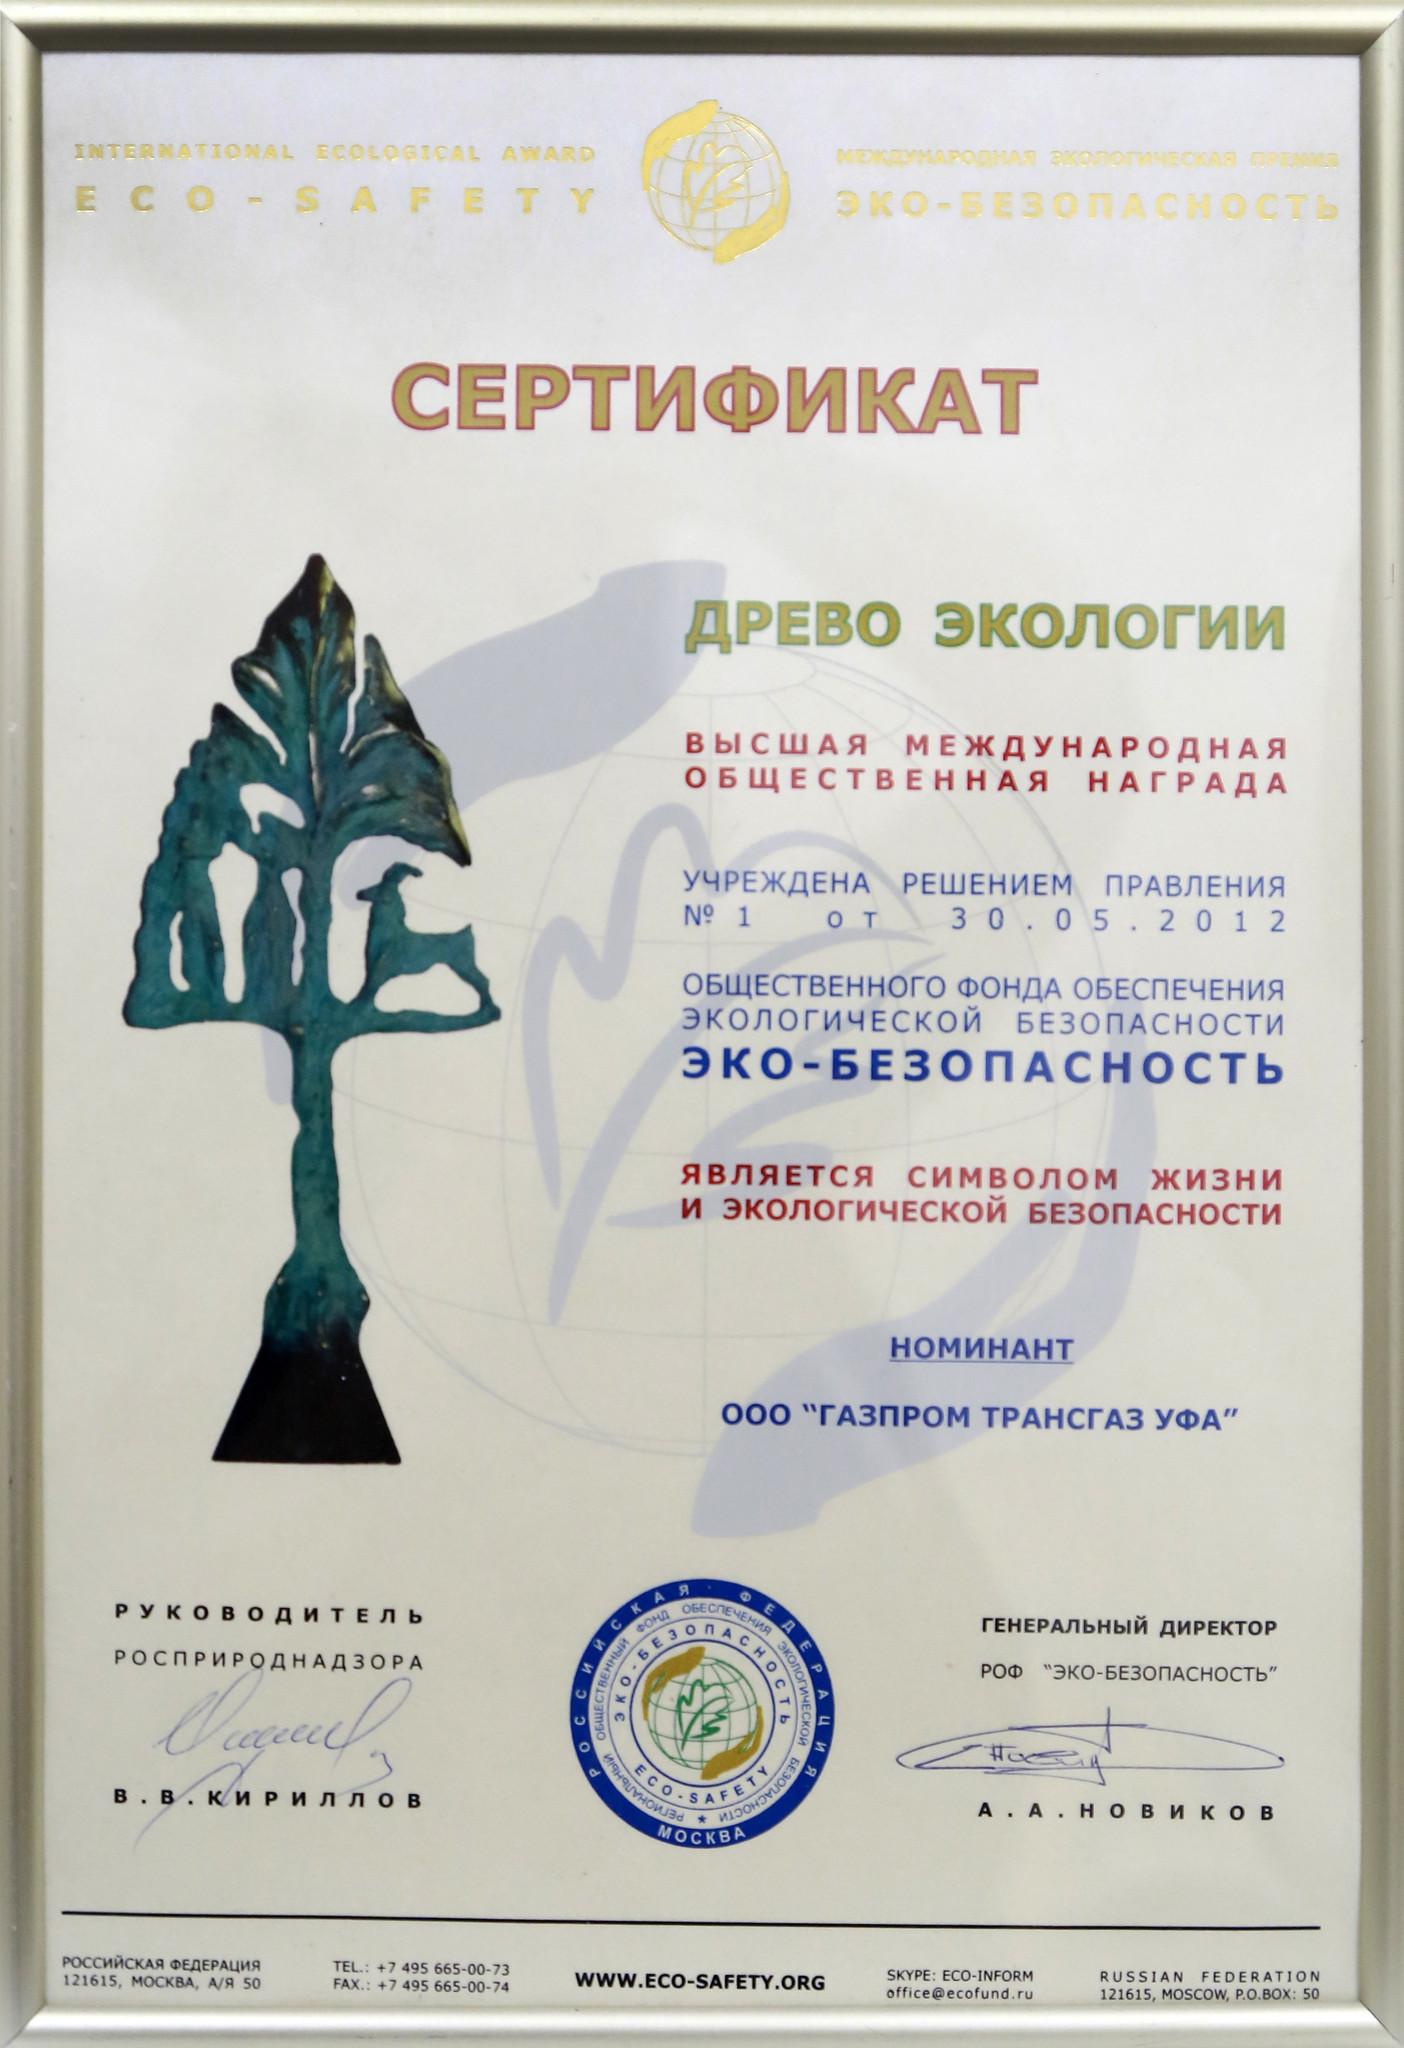 INTERNATIONAL ECOLOGICAL AWARD
ECO-SAFETY
МЕЖДУНАРОДНАЯ ЭКОЛОГИЧЕСКАЯ ПРЕМИЯ
ЭКО-БЕЗОПАСНОСТЬ
СЕРТИФИКАТ
ДРЕВО ЭКОЛОГИИ
ВЫСШАЯ МЕЖДУНАРОДНАЯ
ОБЩЕСТВЕННАЯ НАГРАДА
УЧРЕЖДЕНА РЕШЕНИЕМ ПРАВЛЕНИЯ
№ 1 от 30.05.2012
ОБЩЕСТВЕННОГО ФОНДА ОБЕСПЕЧЕНИЯ
ЭКОЛОГИЧЕСКОЙ БЕЗОПАСНОСТИ
ЭКО-БЕЗОПАСНОСТЬ
ЯВЛЯЕТСЯ СИМВОЛОМ ЖИЗНИ
И ЭКОЛОГИЧЕСКОЙ БЕЗОПАСНОСТИ
НОМИНАНТ
ООО “ГАЗПРОМ ТРАНСГАЗ УФА”
РУКОВОДИТЕЛЬ
РОСПРИРОДНАДЗОРА
В.В.КИРИЛЛОВ
РОССИЙСКАЯ · ФЕДЕРАЦИЯ
МОСКВА
РЕГИОНАЛЬНЫЙ ОБЩЕСТВЕННЫЙ ФОНД ОБЕСПЕЧЕНИЯ ЭКОЛОГИЧЕСКОЙ БЕЗОПАСНОСТИ ★
ЭКО-БЕЗОПАСНОСТЬ
ECO-SAFETY
ГЕНЕРАЛЬНЫЙ ДИРЕКТОР
РОФ “ЭКО-БЕЗОПАСНОСТЬ”
А.А.НОВИКОВ
РОССИЙСКАЯ ФЕДЕРАЦИЯ
121615, МОСКВА, А/Я 50
TEL.: +7 495 665-00-73
FAX.: +7 495 665-00-74
WWW.ECO-SAFETY.ORG
SKYPE: ECO-INFORM
office@ecofund.ru
RUSSIAN FEDERATION
121615, MOSCOW, P.O.BOX: 50